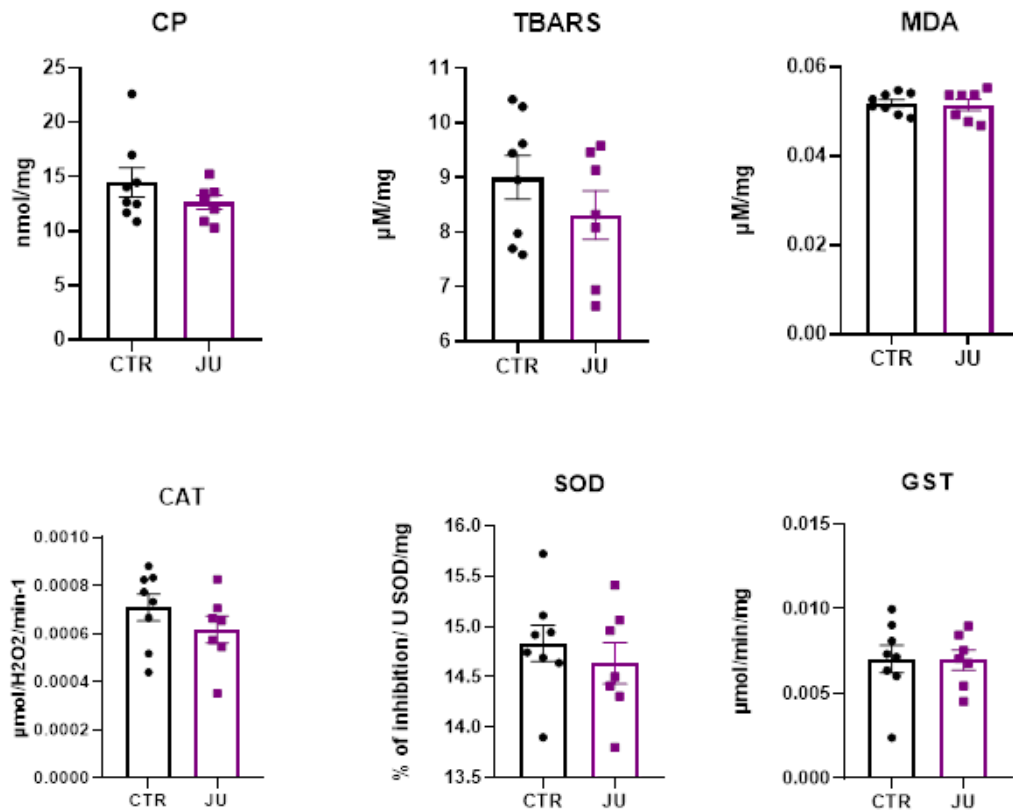 CP
nmol/mg
25
20
15
10
5
0
CTR JU
TBARS
μM/mg
11
10
9
8
7
6
CTR JU
MDA
μM/mg
0.06
0.04
0.02
0.00
CTR JU
CAT
μmol/H2O2/min-1
0.0010
0.0008
0.0006
0.0004
0.0002
0.0000
CTR JU
SOD
% of inhibition/ U SOD/mg
16.0
15.5
15.0
14.5
14.0
13.5
CTR JU
GST
μmol/min/mg
0.015
0.010
0.005
0.000
CTR JU